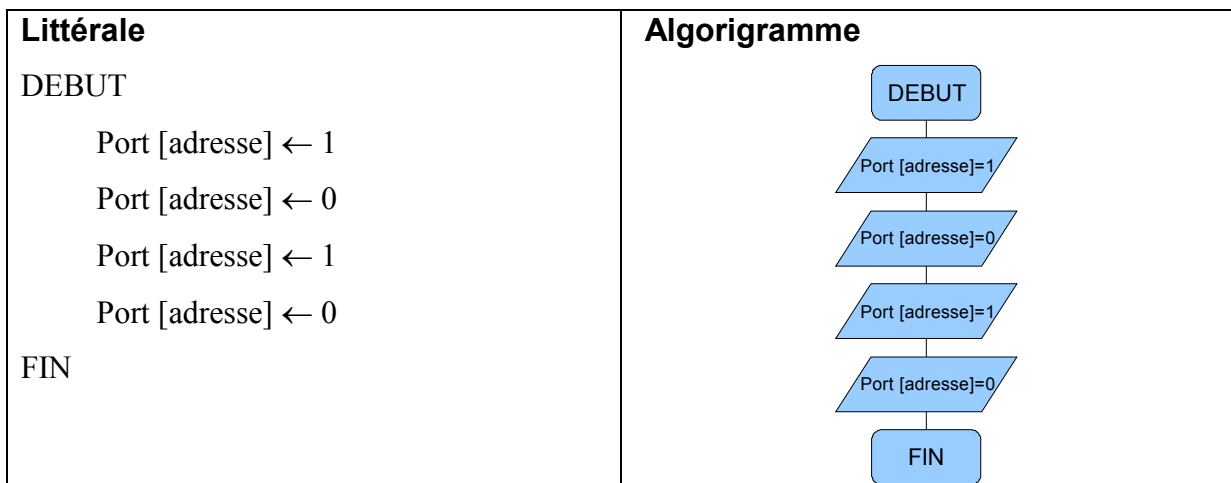 Littérale
DEBUT
Port [adresse] ← 1
Port [adresse] ← 0
Port [adresse] ← 1
Port [adresse] ← 0
FIN
Algorigramme
DEBUT
Port [adresse]=1
Port [adresse]=0
Port [adresse]=1
Port [adresse]=0
FIN